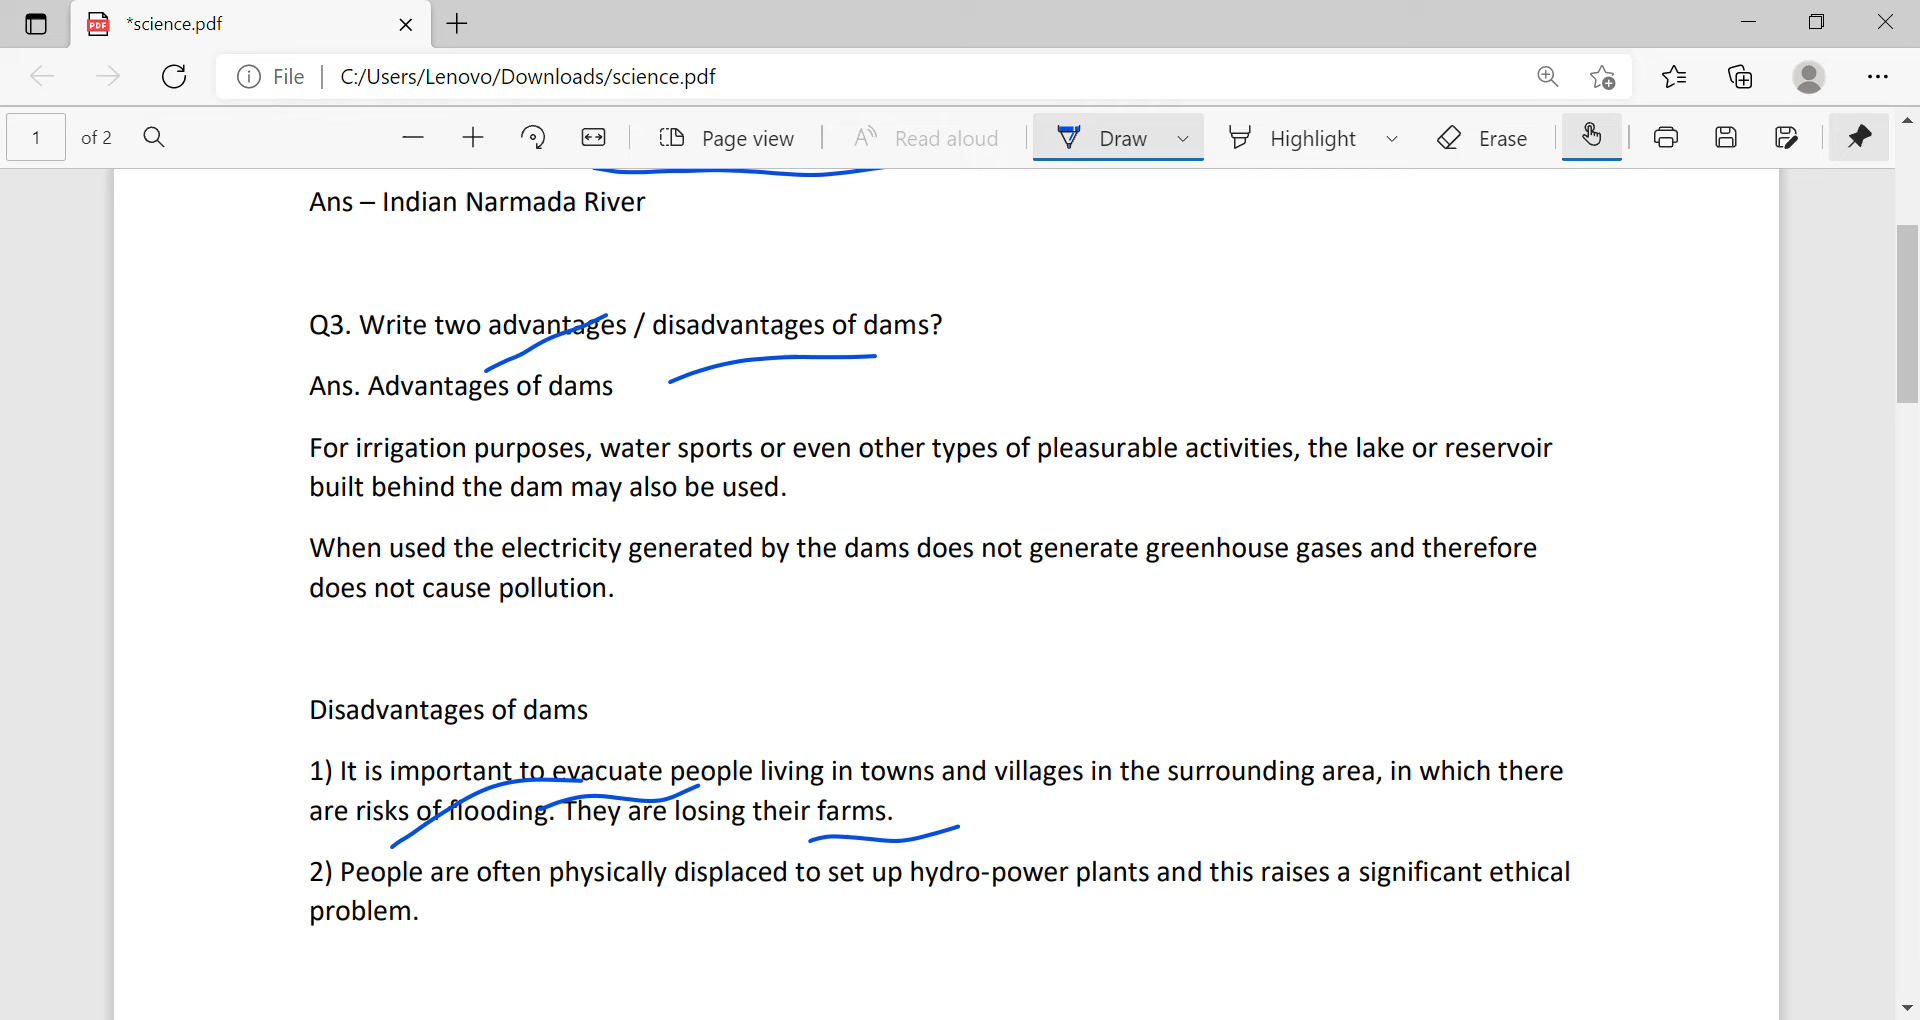 *science.pdf
File | C:/Users/Lenovo/Downloads/science.pdf
1 of 2 Page view Read aloud Draw Highlight Erase
Ans – Indian Narmada River
Q3. Write two advantages / disadvantages of dams?
Ans. Advantages of dams
For irrigation purposes, water sports or even other types of pleasurable activities, the lake or reservoir
built behind the dam may also be used.
When used the electricity generated by the dams does not generate greenhouse gases and therefore
does not cause pollution.
Disadvantages of dams
1) It is important to evacuate people living in towns and villages in the surrounding area, in which there
are risks of flooding. They are losing their farms.
2) People are often physically displaced to set up hydro-power plants and this raises a significant ethical
problem.